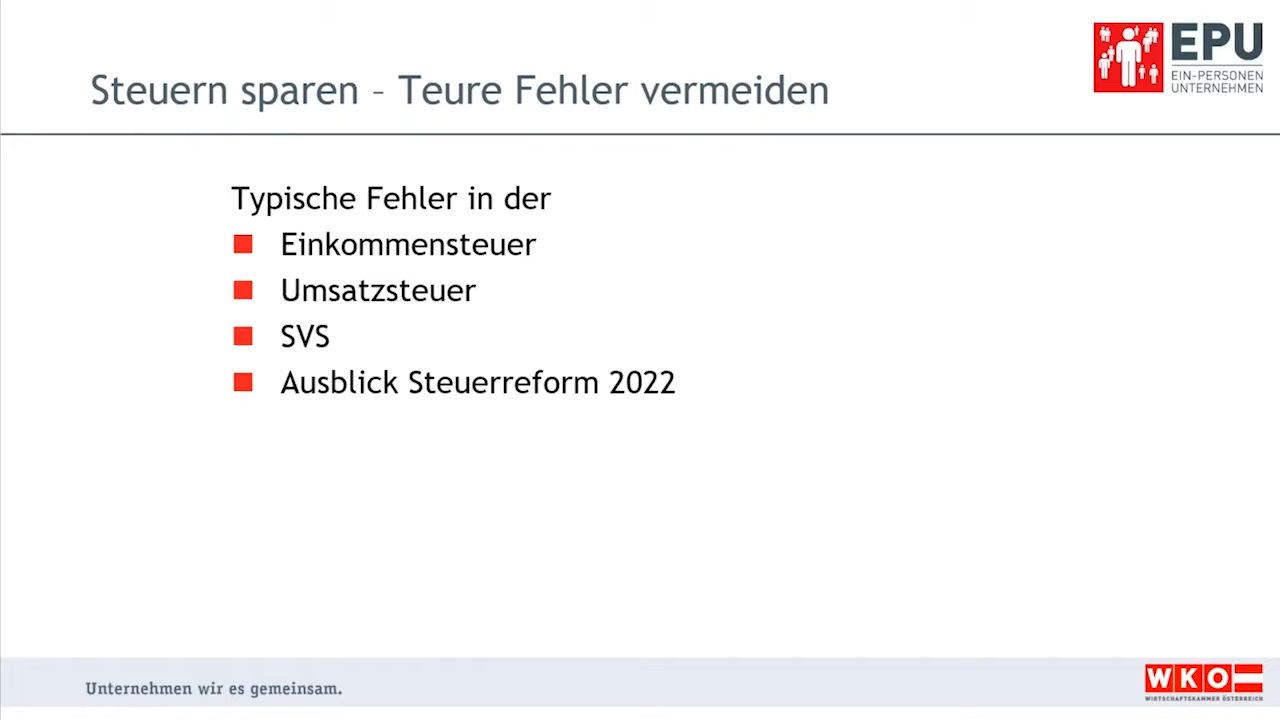 EPU
EIN-PERSONEN
UNTERNEHMEN
Steuern sparen – Teure Fehler vermeiden
Typische Fehler in der
Einkommensteuer
Umsatzsteuer
SVS
Ausblick Steuerreform 2022
Unternehmen wir es gemeinsam.
WKO
WIRTSCHAFTSKAMMER ÖSTERREICH